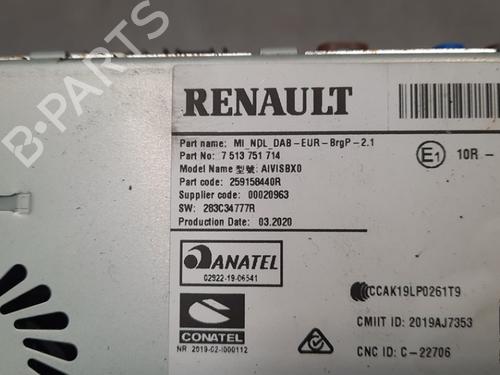 B-PARTS
RENAULT
Part name: MI_NDL_DAB-EUR-BrgP-2.1
Part No: 7 513 751 714
Model Name 型號: AIVISBX0
Part code: 259158440R
Supplier code: 00020963
SW: 283C34777R
Production Date: 03.2020
E1 10R -
ANATEL
02922-19-06541
CCAK19LP0261T9
CONATEL
NR 2019-02-I000112
CMIIT ID: 2019AJ7353
CNC ID: C-22706